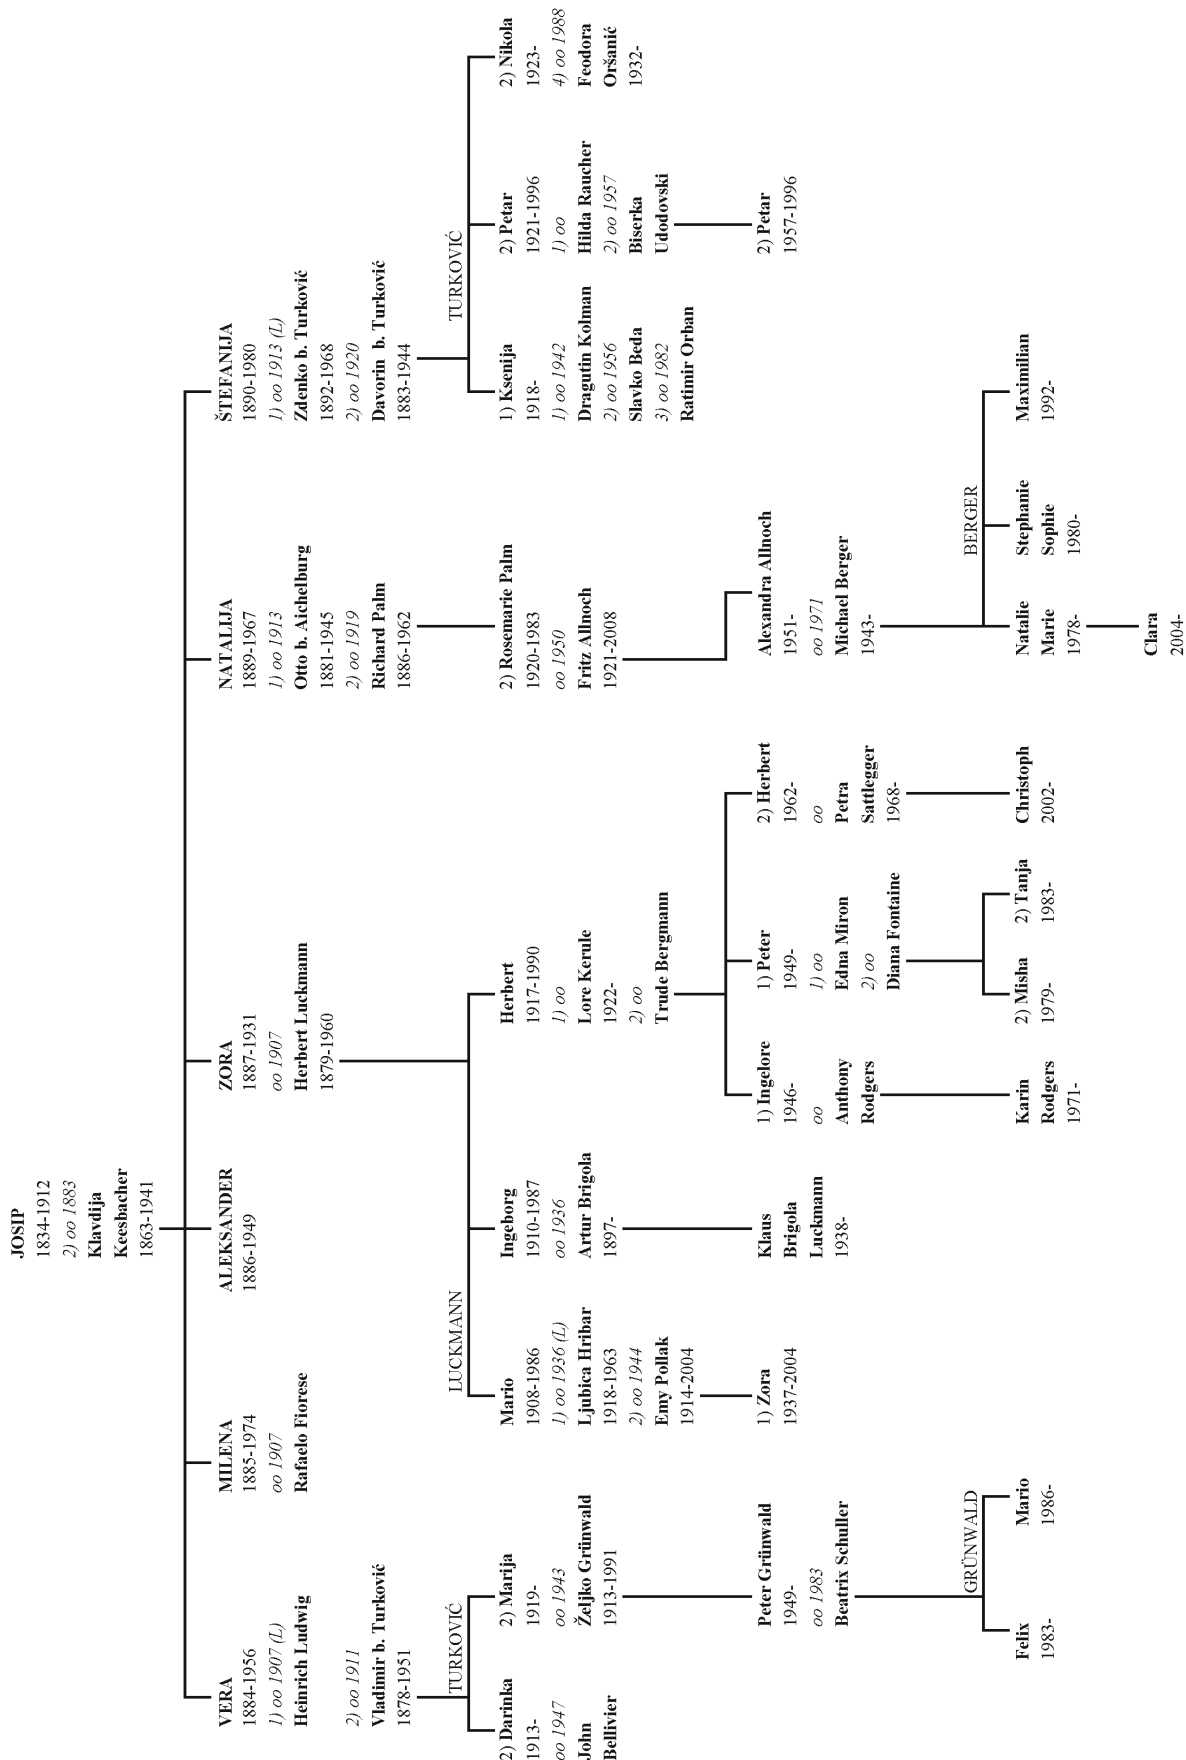 JOSIP
1834-1912
2) oo 1883
Klavdija
Keesbacher
1863-1941
VERA
1884-1956
1) oo 1907 (L)
Heinrich Ludwig
2) oo 1911
Vladimir b. Turković
1878-1951
MILENA
1885-1974
oo 1907
Rafaelo Fiorese
ALEKSANDER
1886-1949
ZORA
1887-1931
oo 1907
Herbert Luckmann
1879-1960
NATALIJA
1889-1967
1) oo 1913
Otto b. Aichelburg
1881-1945
2) oo 1919
Richard Palm
1886-1962
ŠTEFANIJA
1890-1980
1) oo 1913 (L)
Zdenko b. Turković
1892-1968
2) oo 1920
Davorin b. Turković
1883-1944
TURKOVIĆ
2) Darinka
1913-
oo 1947
John
Bellivier
2) Marija
1919-
oo 1943
Željko Grünwald
1913-1991
LUCKMANN
Mario
1908-1986
1) oo 1936 (L)
Ljubica Hribar
1918-1963
2) oo 1944
Emy Pollak
1914-2004
Ingeborg
1910-1987
oo 1936
Artur Brigola
1897-
Herbert
1917-1990
1) oo
Lore Kerule
1922-
2) oo
Trude Bergmann
2) Rosemarie Palm
1920-1983
oo 1950
Fritz Allnoch
1921-2008
TURKOVIĆ
1) Ksenija
1918-
1) oo 1942
Dragutin Kolman
2) oo 1956
Slavko Beda
3) oo 1982
Ratimir Orban
2) Petar
1921-1996
1) oo
Hilda Raucher
2) oo 1957
Biserka
Udodovski
2) Nikola
1923-
4) oo 1988
Feodora
Oršanić
1932-
Peter Grünwald
1949-
oo 1983
Beatrix Schuller
1) Zora
1937-2004
Klaus
Brigola
Luckmann
1938-
1) Ingelore
1946-
oo
Anthony
Rodgers
1) Peter
1949-
1) oo
Edna Miron
2) oo
Diana Fontaine
2) Herbert
1962-
oo
Petra
Sattlegger
1968-
Alexandra Allnoch
1951-
oo 1971
Michael Berger
1943-
2) Petar
1957-1996
GRÜNWALD
Felix
1983-
Mario
1986-
Karin
Rodgers
1971-
2) Misha
1979-
2) Tanja
1983-
Christoph
2002-
BERGER
Natalie
Marie
1978-
Stephanie
Sophie
1980-
Maximilian
1992-
Clara
2004-